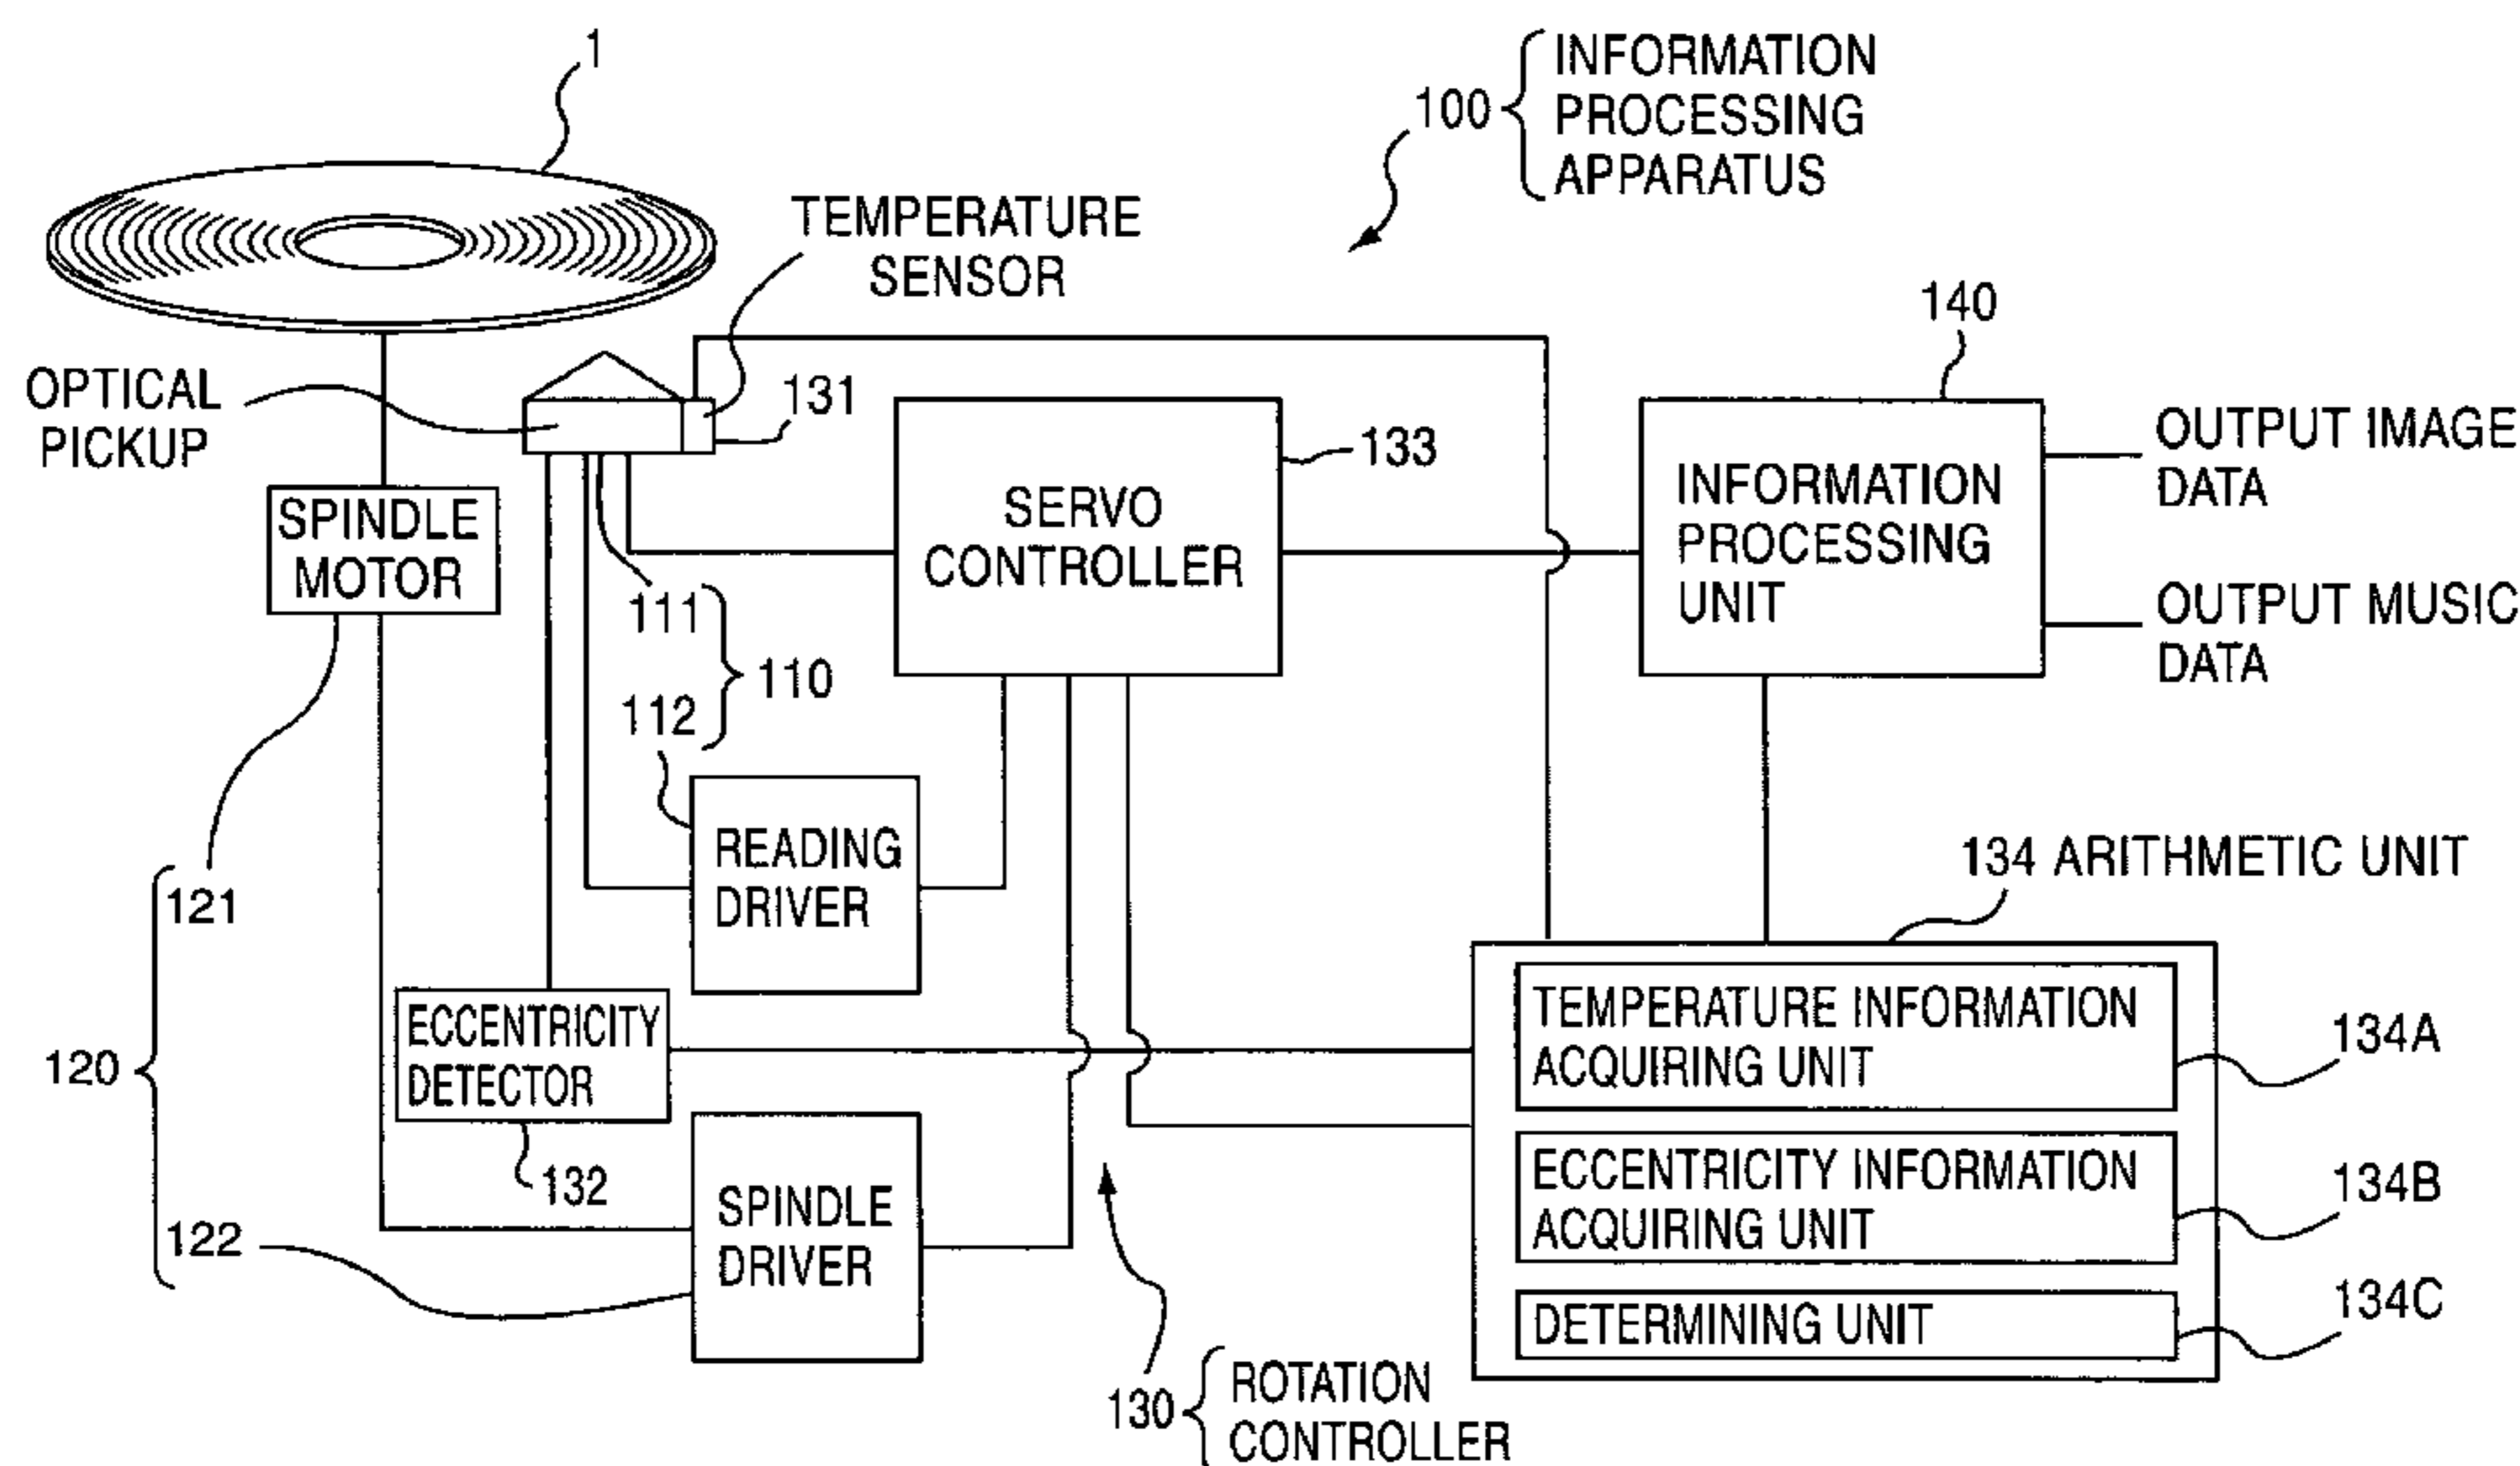 1
100
INFORMATION
PROCESSING
APPARATUS
TEMPERATURE
SENSOR
140
OPTICAL
PICKUP
131
133
SPINDLE
MOTOR
SERVO
CONTROLLER
INFORMATION
PROCESSING
UNIT
OUTPUT IMAGE
DATA
OUTPUT MUSIC
DATA
111
110
112
READING
DRIVER
134 ARITHMETIC UNIT
121
120
122
ECCENTRICITY
DETECTOR
132
SPINDLE
DRIVER
TEMPERATURE INFORMATION
ACQUIRING UNIT
134A
ECCENTRICITY INFORMATION
ACQUIRING UNIT
134B
DETERMINING UNIT
134C
130
ROTATION
CONTROLLER